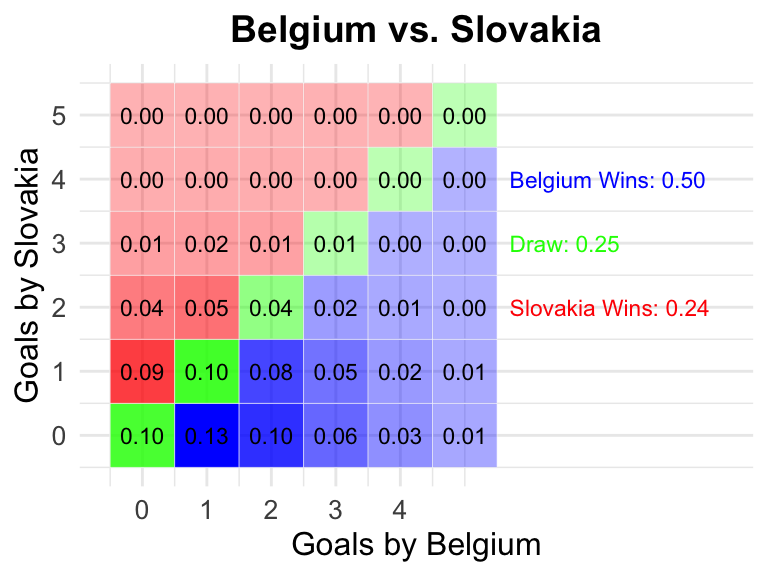 Belgium vs. Slovakia
Goals by Slovakia
5 0.00 0.00 0.00 0.00 0.00 0.00
4 0.00 0.00 0.00 0.00 0.00 0.00 Belgium Wins: 0.50
3 0.01 0.02 0.01 0.01 0.00 0.00 Draw: 0.25
2 0.04 0.05 0.04 0.02 0.01 0.00 Slovakia Wins: 0.24
1 0.09 0.10 0.08 0.05 0.02 0.01
0 0.10 0.13 0.10 0.06 0.03 0.01
0 1 2 3 4
Goals by Belgium